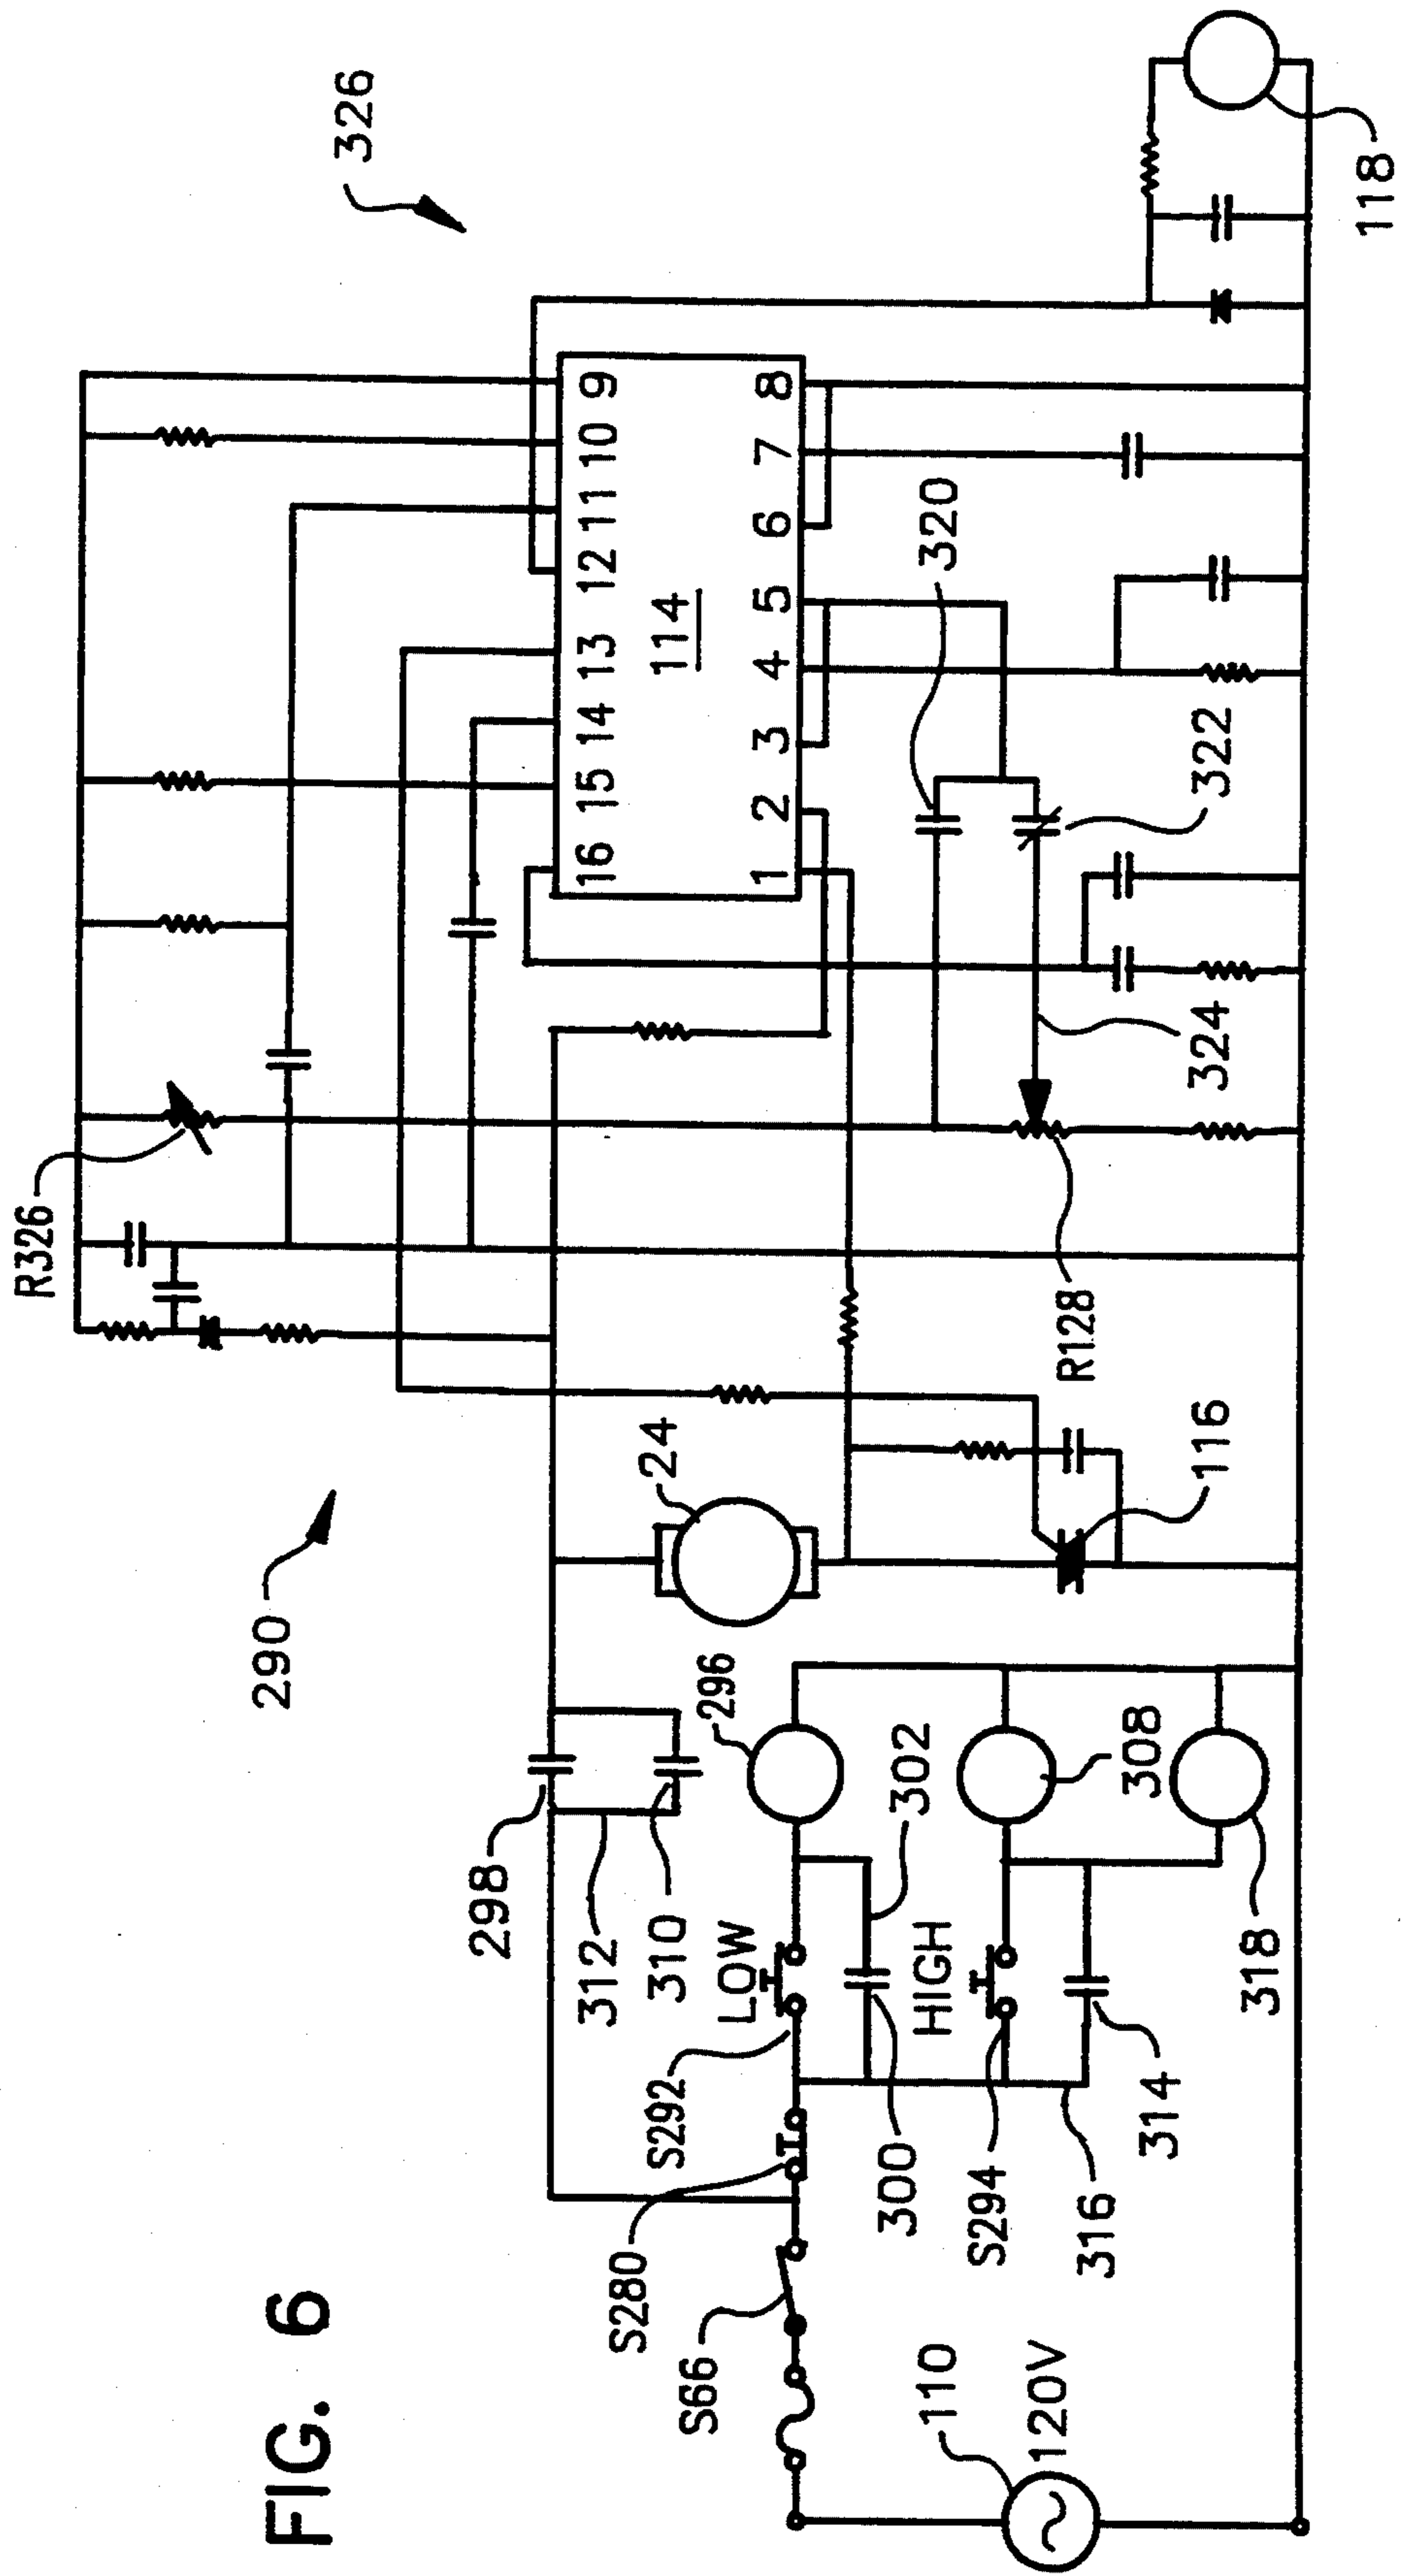 FIG. 6
290
326
R326
16 15 14 13 12 11 10 9
114
1 2 3 4 5 6 7 8
298
312
310
24
296
LOW
S292
S280
S66
302
300
HIGH
S294
308
316
314
318
110
120V
116
R128
324
320
322
118